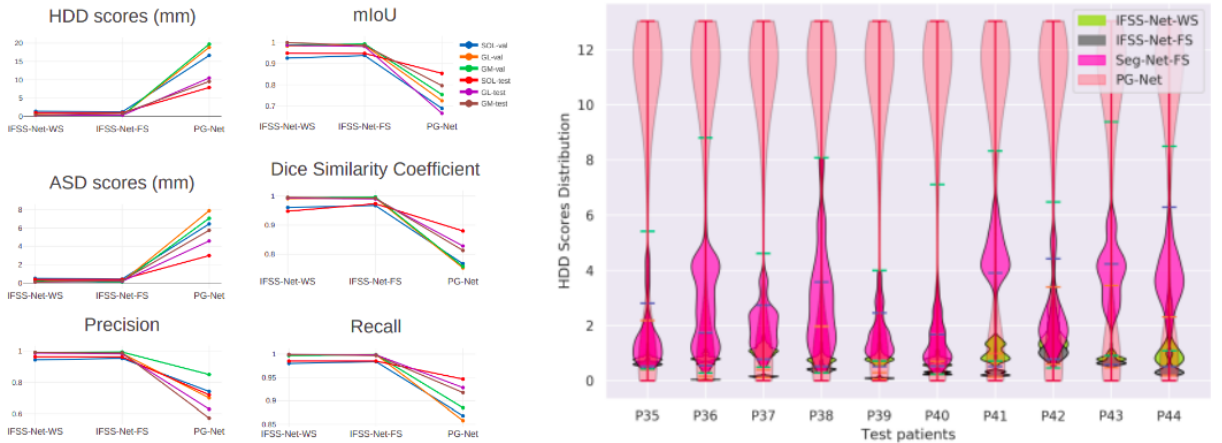 HDD scores (mm)
20
15
10
5
0
IFSS-Net-WS IFSS-Net-FS PG-Net
mIoU
1
0.9
0.8
0.7
IFSS-Net-WS IFSS-Net-FS PG-Net
SOL-val
GL-val
GM-val
SOL-test
GL-test
GM-test
ASD scores (mm)
8
6
4
2
0
IFSS-Net-WS IFSS-Net-FS PG-Net
Dice Similarity Coefficient
1
0.9
0.8
IFSS-Net-WS IFSS-Net-FS PG-Net
Precision
1
0.8
0.6
IFSS-Net-WS IFSS-Net-FS PG-Net
Recall
1
0.95
0.9
0.85
IFSS-Net-WS IFSS-Net-FS PG-Net
HDD Scores Distribution
12
10
8
6
4
2
0
P35 P36 P37 P38 P39 P40 P41 P42 P43 P44
Test patients
IFSS-Net-WS
IFSS-Net-FS
Seg-Net-FS
PG-Net